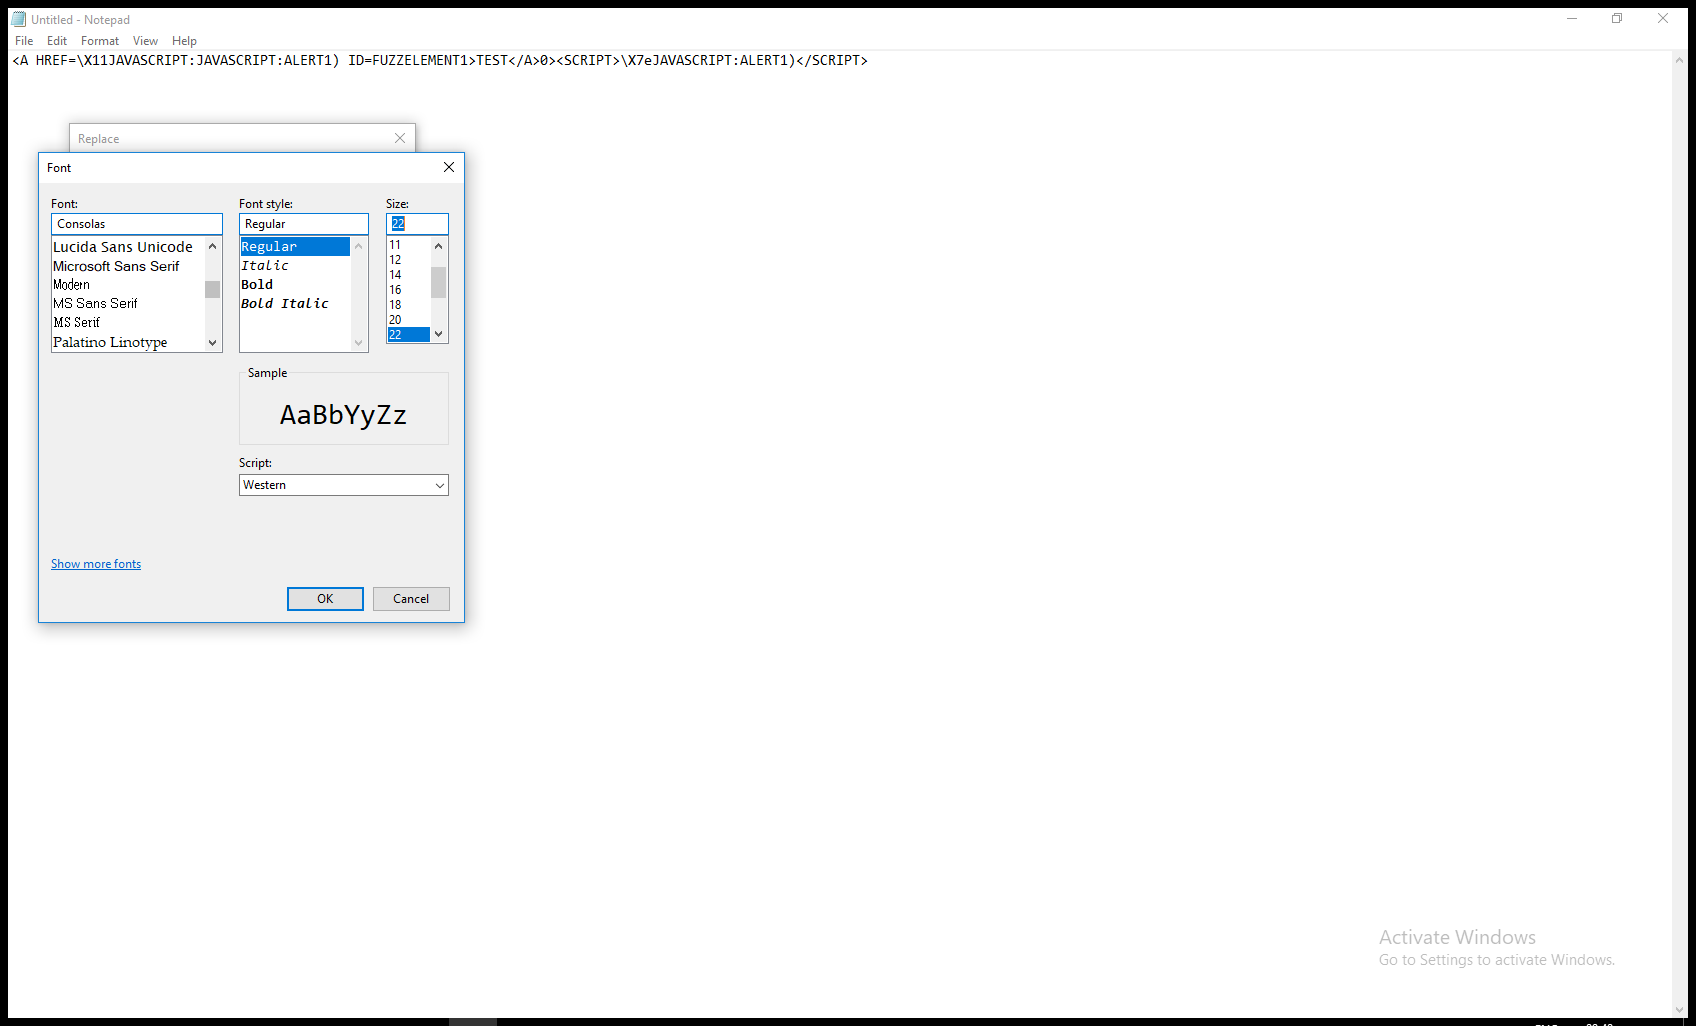 Untitled - Notepad
File Edit Format View Help
<A HREF=\X11JAVASCRIPT:JAVASCRIPT:ALERT1) ID=FUZZELEMENT1>TEST</A>0><SCRIPT>\X7eJAVASCRIPT:ALERT1)</SCRIPT>
Replace
Font
Font: Font style: Size:
Consolas Regular 22
Lucida Sans Unicode
Microsoft Sans Serif
Modern
MS Sans Serif
MS Serif
Palatino Linotype
Regular
Italic
Bold
Bold Italic
11
12
14
16
18
20
22
Sample
AaBbYyZz
Script:
Western
Show more fonts
OK Cancel
Activate Windows
Go to Settings to activate Windows.